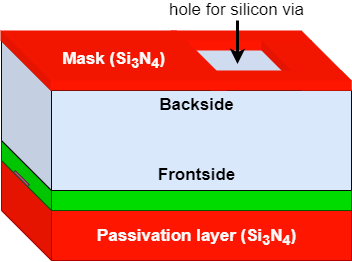 hole for silicon via
Mask (Si₃N₄)
Backside
Frontside
Passivation layer (Si₃N₄)